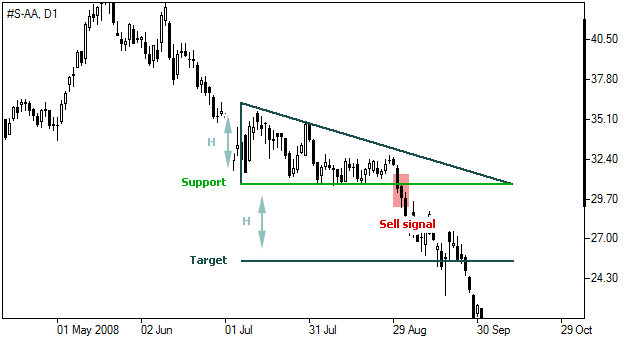 #S-AA, D1
40.50
37.80
35.10
H
32.40
Support
29.70
H
Sell signal
27.00
Target
24.30
01 May 2008 02 Jun 01 Jul 31 Jul 29 Aug 30 Sep 29 Oct